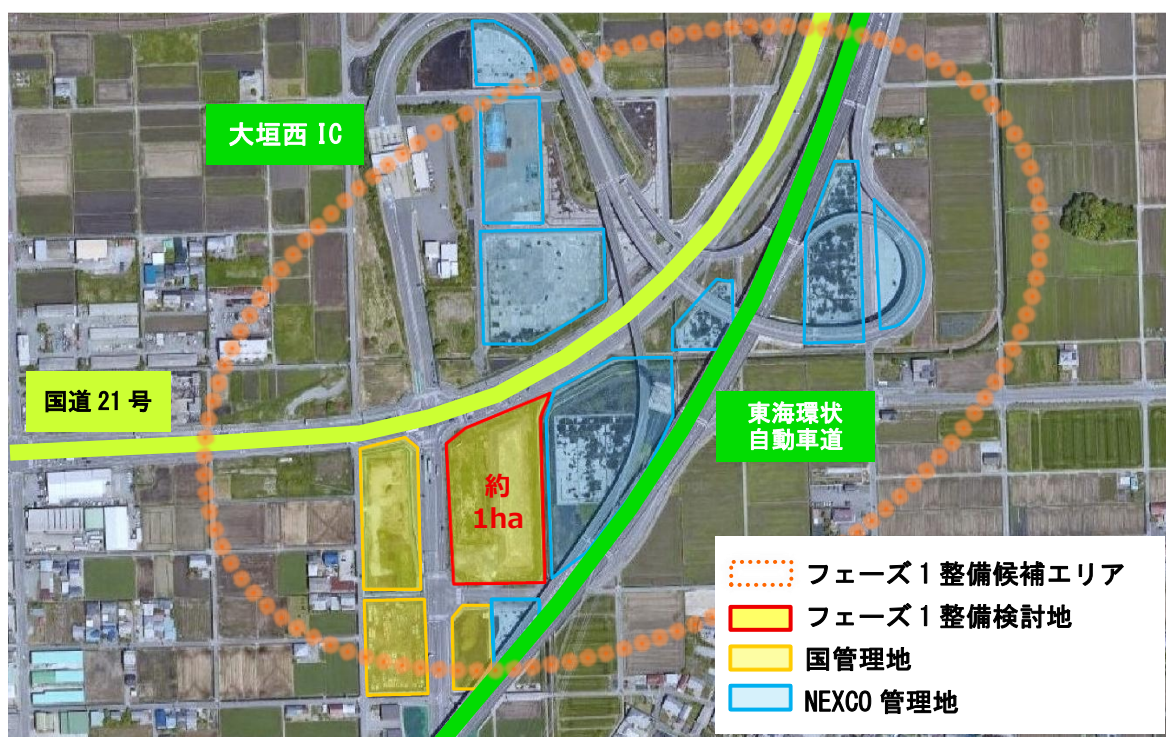 大垣西 IC
国道 21 号
東海環状
自動車道
約
1ha
フェーズ 1 整備候補エリア
フェーズ 1 整備検討地
国管理地
NEXCO 管理地